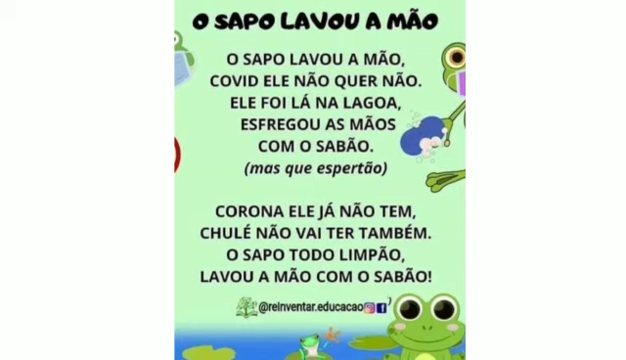 O SAPO LAVOU A MÃO
O SAPO LAVOU A MÃO,
COVID ELE NÃO QUER NÃO.
ELE FOI LÁ NA LAGOA,
ESFREGOU AS MÃOS
COM O SABÃO.
(mas que espertão)
CORONA ELE JÁ NÃO TEM,
CHULÉ NÃO VAI TER TAMBÉM.
O SAPO TODO LIMPÃO,
LAVOU A MÃO COM O SABÃO!
@reinventar.educacao